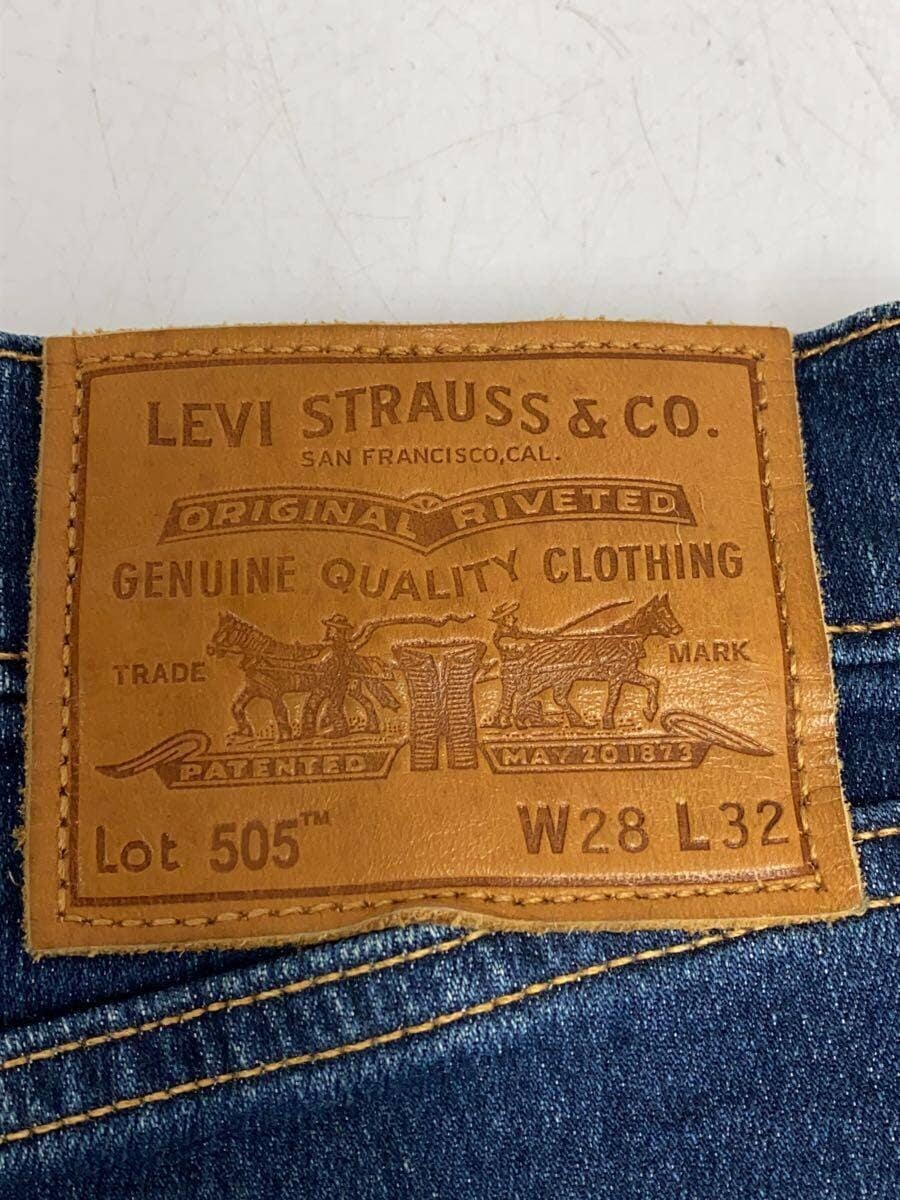 LEVI STRAUSS & CO.
SAN FRANCISCO, CAL.
ORIGINAL RIVETED
GENUINE QUALITY CLOTHING
TRADE MARK
PATENTED MAY 20 1873
Lot 505™ W28 L32